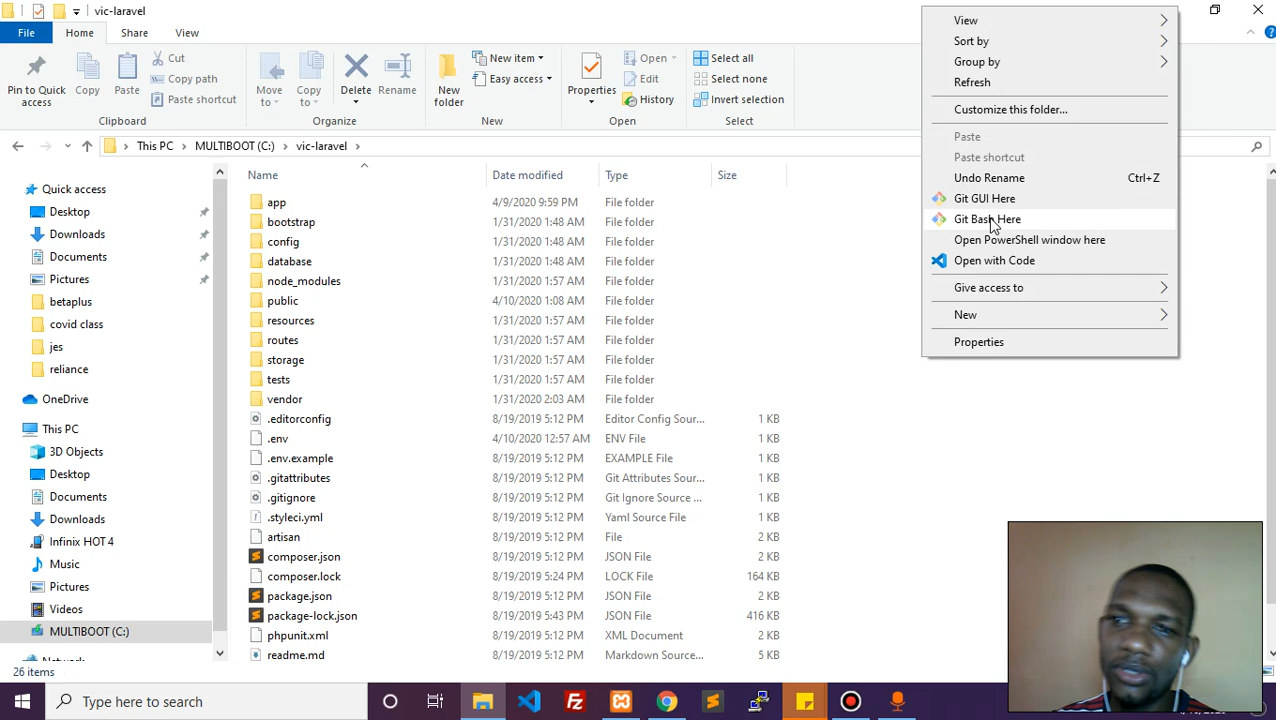 vic-laravel
File Home Share View
Pin to Quick access
Copy
Paste
Cut
Copy path
Paste shortcut
Clipboard
Move to
Copy to
Delete
Rename
Organize
New folder
New item
Easy access
New
Properties
Open
Edit
History
Open
Select all
Select none
Invert selection
Select
This PC MULTIBOOT (C:) vic-laravel
Quick access
Desktop
Downloads
Documents
Pictures
betaplus
covid class
jes
reliance
OneDrive
This PC
3D Objects
Desktop
Documents
Downloads
Infinix HOT 4
Music
Pictures
Videos
MULTIBOOT (C:)
Name Date modified Type Size
app 4/9/2020 9:59 PM File folder
bootstrap 1/31/2020 1:48 AM File folder
config 1/31/2020 1:48 AM File folder
database 1/31/2020 1:48 AM File folder
node_modules 1/31/2020 1:57 AM File folder
public 4/10/2020 1:08 AM File folder
resources 1/31/2020 1:57 AM File folder
routes 1/31/2020 1:57 AM File folder
storage 1/31/2020 1:57 AM File folder
tests 1/31/2020 1:57 AM File folder
vendor 1/31/2020 2:03 AM File folder
.editorconfig 8/19/2019 5:12 PM Editor Config Sour... 1 KB
.env 4/10/2020 12:57 AM ENV File 1 KB
.env.example 8/19/2019 5:12 PM EXAMPLE File 1 KB
.gitattributes 8/19/2019 5:12 PM Git Attributes Sour... 1 KB
.gitignore 8/19/2019 5:12 PM Git Ignore Source ... 1 KB
.styleci.yml 8/19/2019 5:12 PM Yaml Source File 1 KB
artisan 8/19/2019 5:12 PM File 2 KB
composer.json 8/19/2019 5:12 PM JSON File 2 KB
composer.lock 8/19/2019 5:24 PM LOCK File 164 KB
package.json 8/19/2019 5:12 PM JSON File 2 KB
package-lock.json 8/19/2019 5:43 PM JSON File 416 KB
phpunit.xml 8/19/2019 5:12 PM XML Document 2 KB
readme.md 8/19/2019 5:12 PM Markdown Source... 5 KB
View
Sort by
Group by
Refresh
Customize this folder...
Paste
Paste shortcut
Undo Rename Ctrl+Z
Git GUI Here
Git Bash Here
Open PowerShell window here
Open with Code
Give access to
New
Properties
26 items
Type here to search